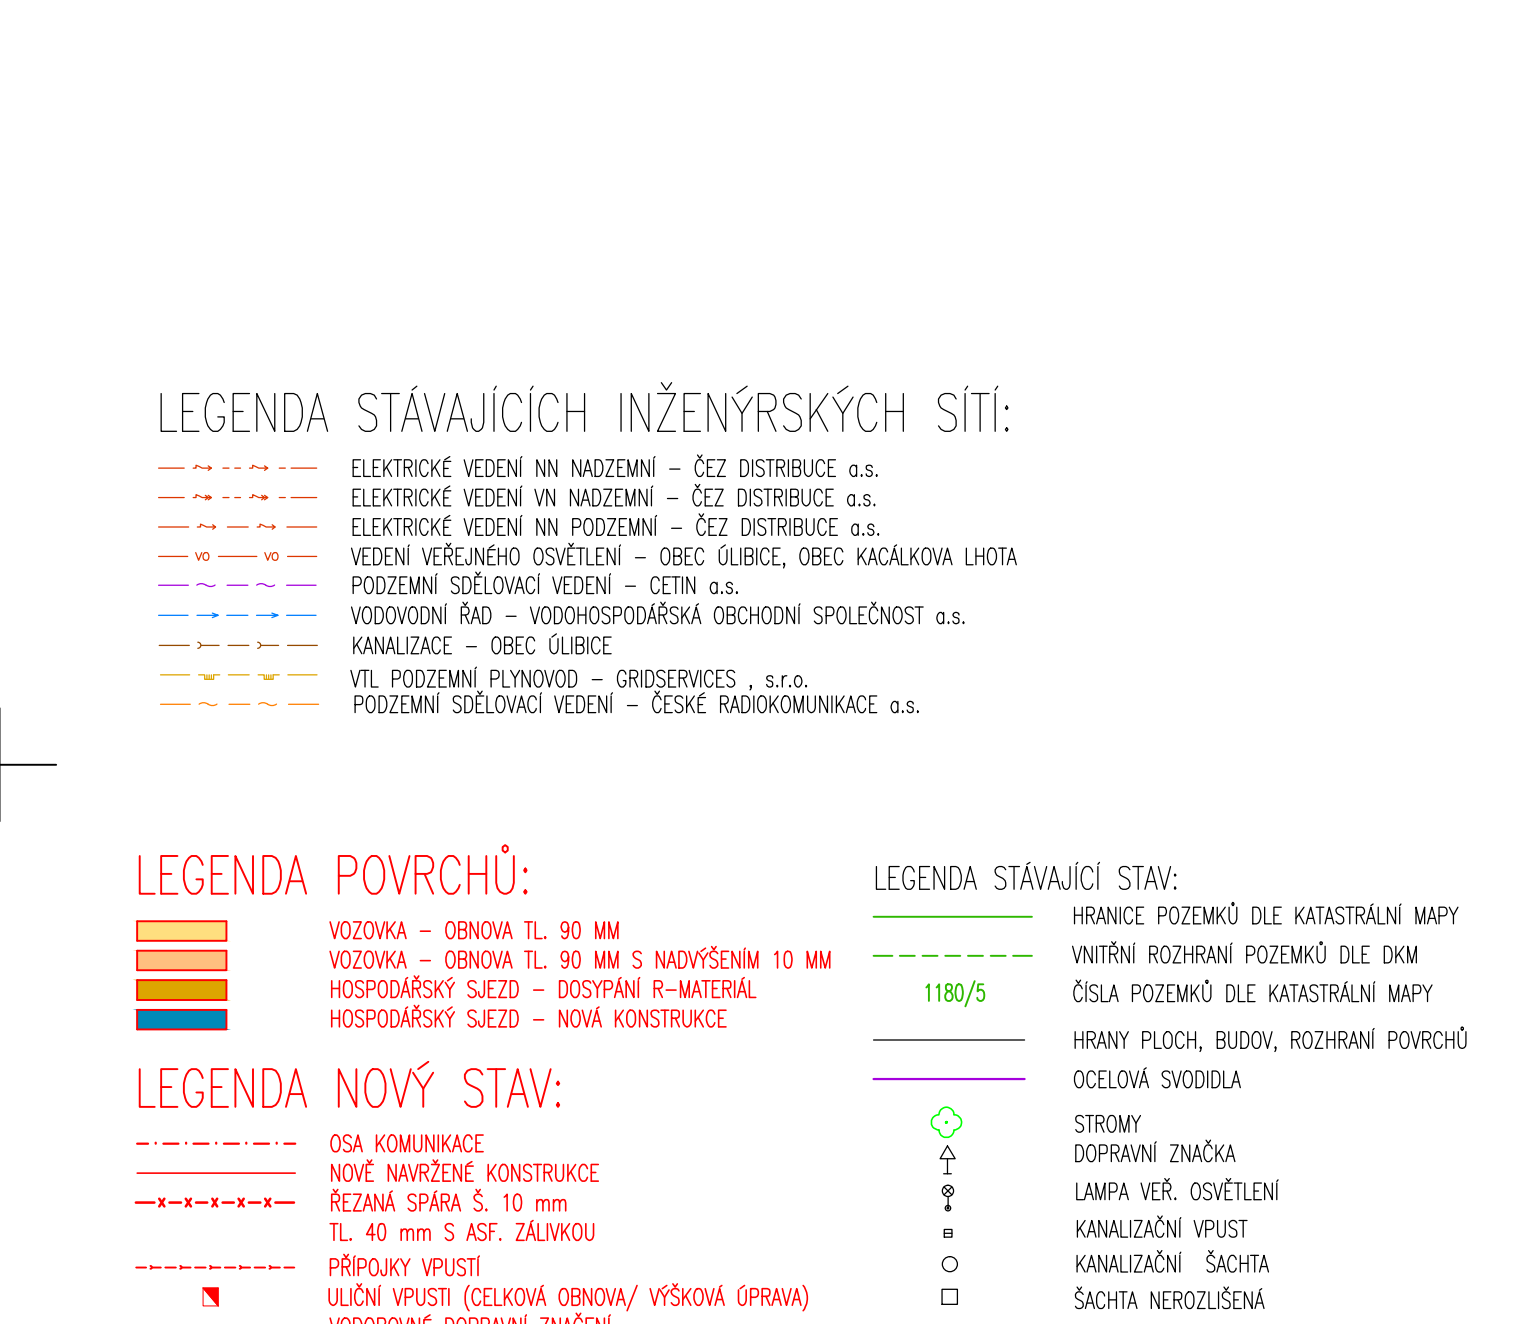 LEGENDA STÁVAJÍCÍCH INŽENÝRSKÝCH SÍTÍ:
ELEKTRICKÉ VEDENÍ NN NADZEMNÍ – ČEZ DISTRIBUCE a.s.
ELEKTRICKÉ VEDENÍ VN NADZEMNÍ – ČEZ DISTRIBUCE a.s.
ELEKTRICKÉ VEDENÍ NN PODZEMNÍ – ČEZ DISTRIBUCE a.s.
VO VO VEDENÍ VEŘEJNÉHO OSVĚTLENÍ – OBEC ÚLIBICE, OBEC KACÁLKOVA LHOTA
PODZEMNÍ SDĚLOVACÍ VEDENÍ – CETIN a.s.
VODOVODNÍ ŘAD – VODOHOSPODÁŘSKÁ OBCHODNÍ SPOLEČNOST a.s.
KANALIZACE – OBEC ÚLIBICE
VTL PODZEMNÍ PLYNOVOD – GRIDSERVICES , s.r.o.
PODZEMNÍ SDĚLOVACÍ VEDENÍ – ČESKÉ RADIOKOMUNIKACE a.s.
LEGENDA POVRCHŮ:
VOZOVKA – OBNOVA TL. 90 MM
VOZOVKA – OBNOVA TL. 90 MM S NADVÝŠENÍM 10 MM
HOSPODÁŘSKÝ SJEZD – DOSYPÁNÍ R–MATERIÁL
HOSPODÁŘSKÝ SJEZD – NOVÁ KONSTRUKCE
LEGENDA NOVÝ STAV:
OSA KOMUNIKACE
NOVĚ NAVRŽENÉ KONSTRUKCE
ŘEZANÁ SPÁRA Š. 10 mm
TL. 40 mm S ASF. ZÁLIVKOU
PŘÍPOJKY VPUSTÍ
ULIČNÍ VPUSTI (CELKOVÁ OBNOVA/ VÝŠKOVÁ ÚPRAVA)
VODOROVNÉ DOPRAVNÍ ZNAČENÍ
LEGENDA STÁVAJÍCÍ STAV:
HRANICE POZEMKŮ DLE KATASTRÁLNÍ MAPY
VNITŘNÍ ROZHRANÍ POZEMKŮ DLE DKM
1180/5 ČÍSLA POZEMKŮ DLE KATASTRÁLNÍ MAPY
HRANY PLOCH, BUDOV, ROZHRANÍ POVRCHŮ
OCELOVÁ SVODIDLA
STROMY
DOPRAVNÍ ZNAČKA
LAMPA VEŘ. OSVĚTLENÍ
KANALIZAČNÍ VPUST
KANALIZAČNÍ ŠACHTA
ŠACHTA NEROZLIŠENÁ